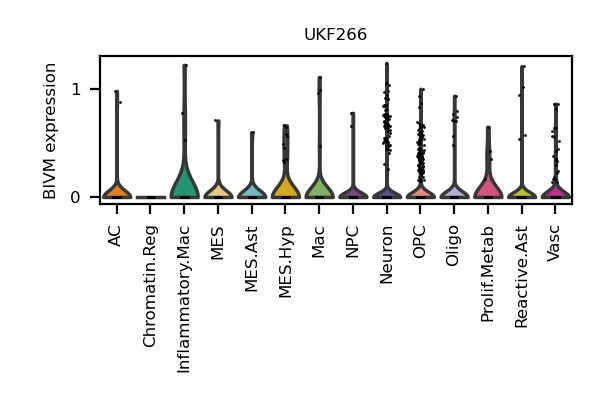 UKF266
BIVM expression
1
0
AC
Chromatin.Reg
Inflammatory.Mac
MES
MES.Ast
MES.Hyp
Mac
NPC
Neuron
OPC
Oligo
Prolif.Metab
Reactive.Ast
Vasc